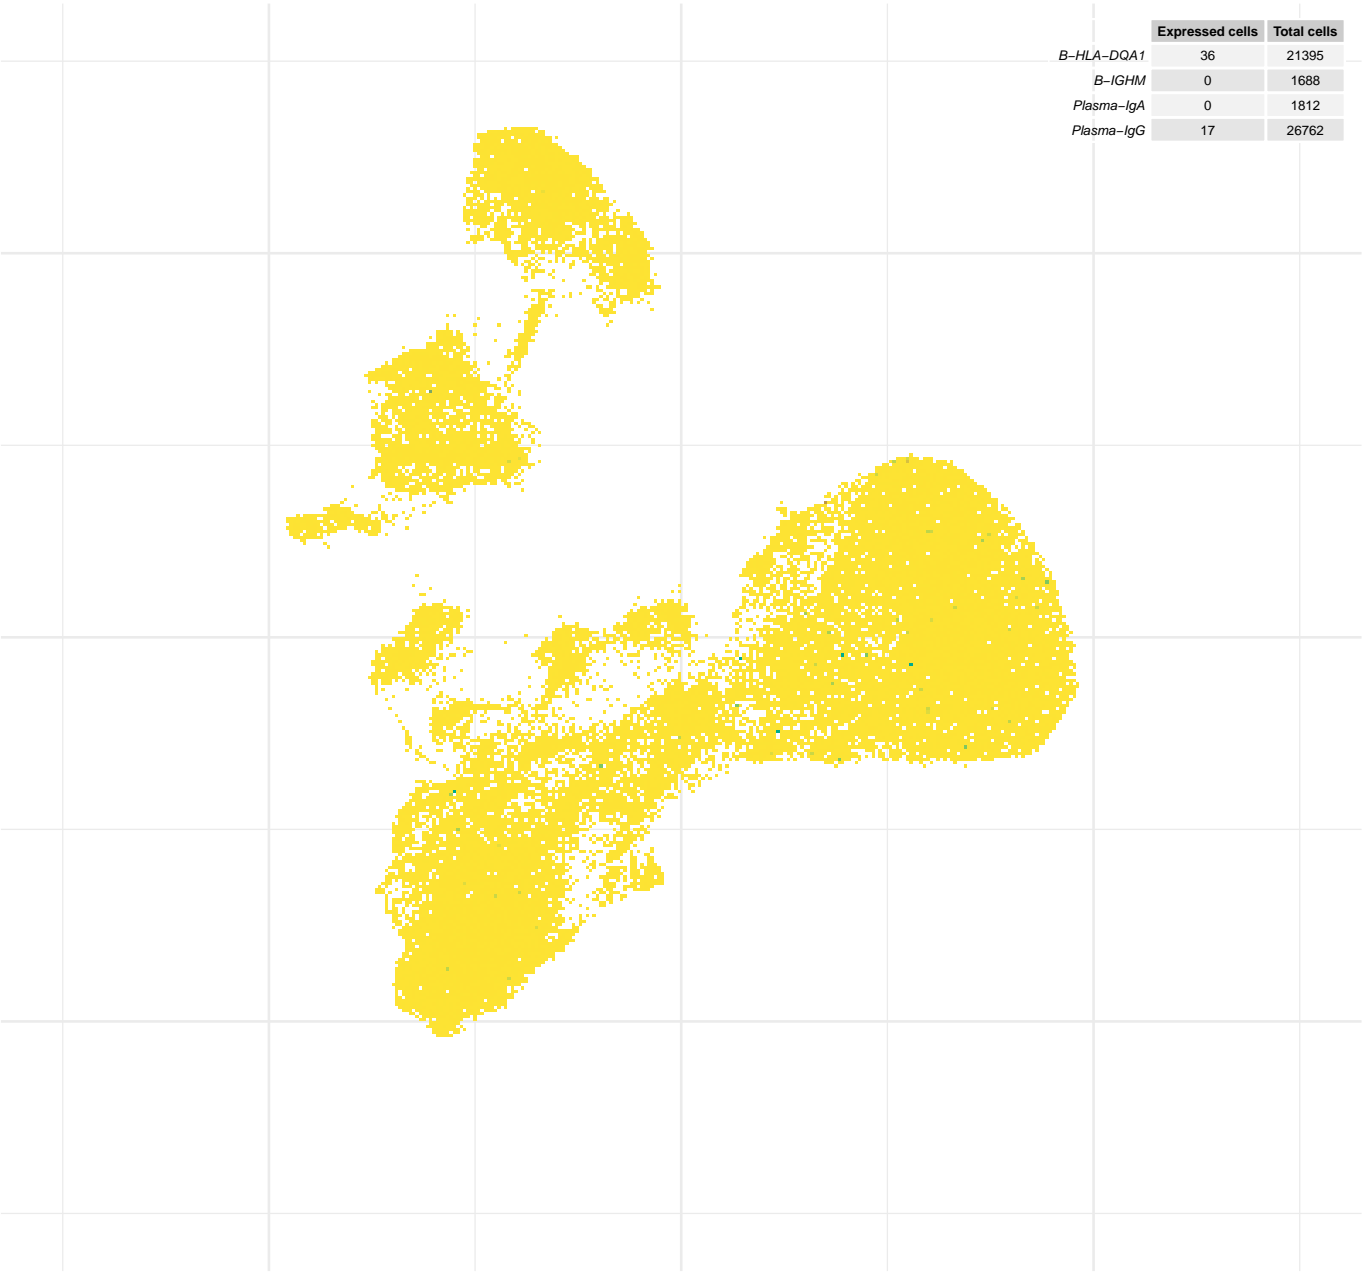 Expressed cells Total cells
B−HLA−DQA1 36 21395
B−IGHM 0 1688
Plasma−IgA 0 1812
Plasma−IgG 17 26762